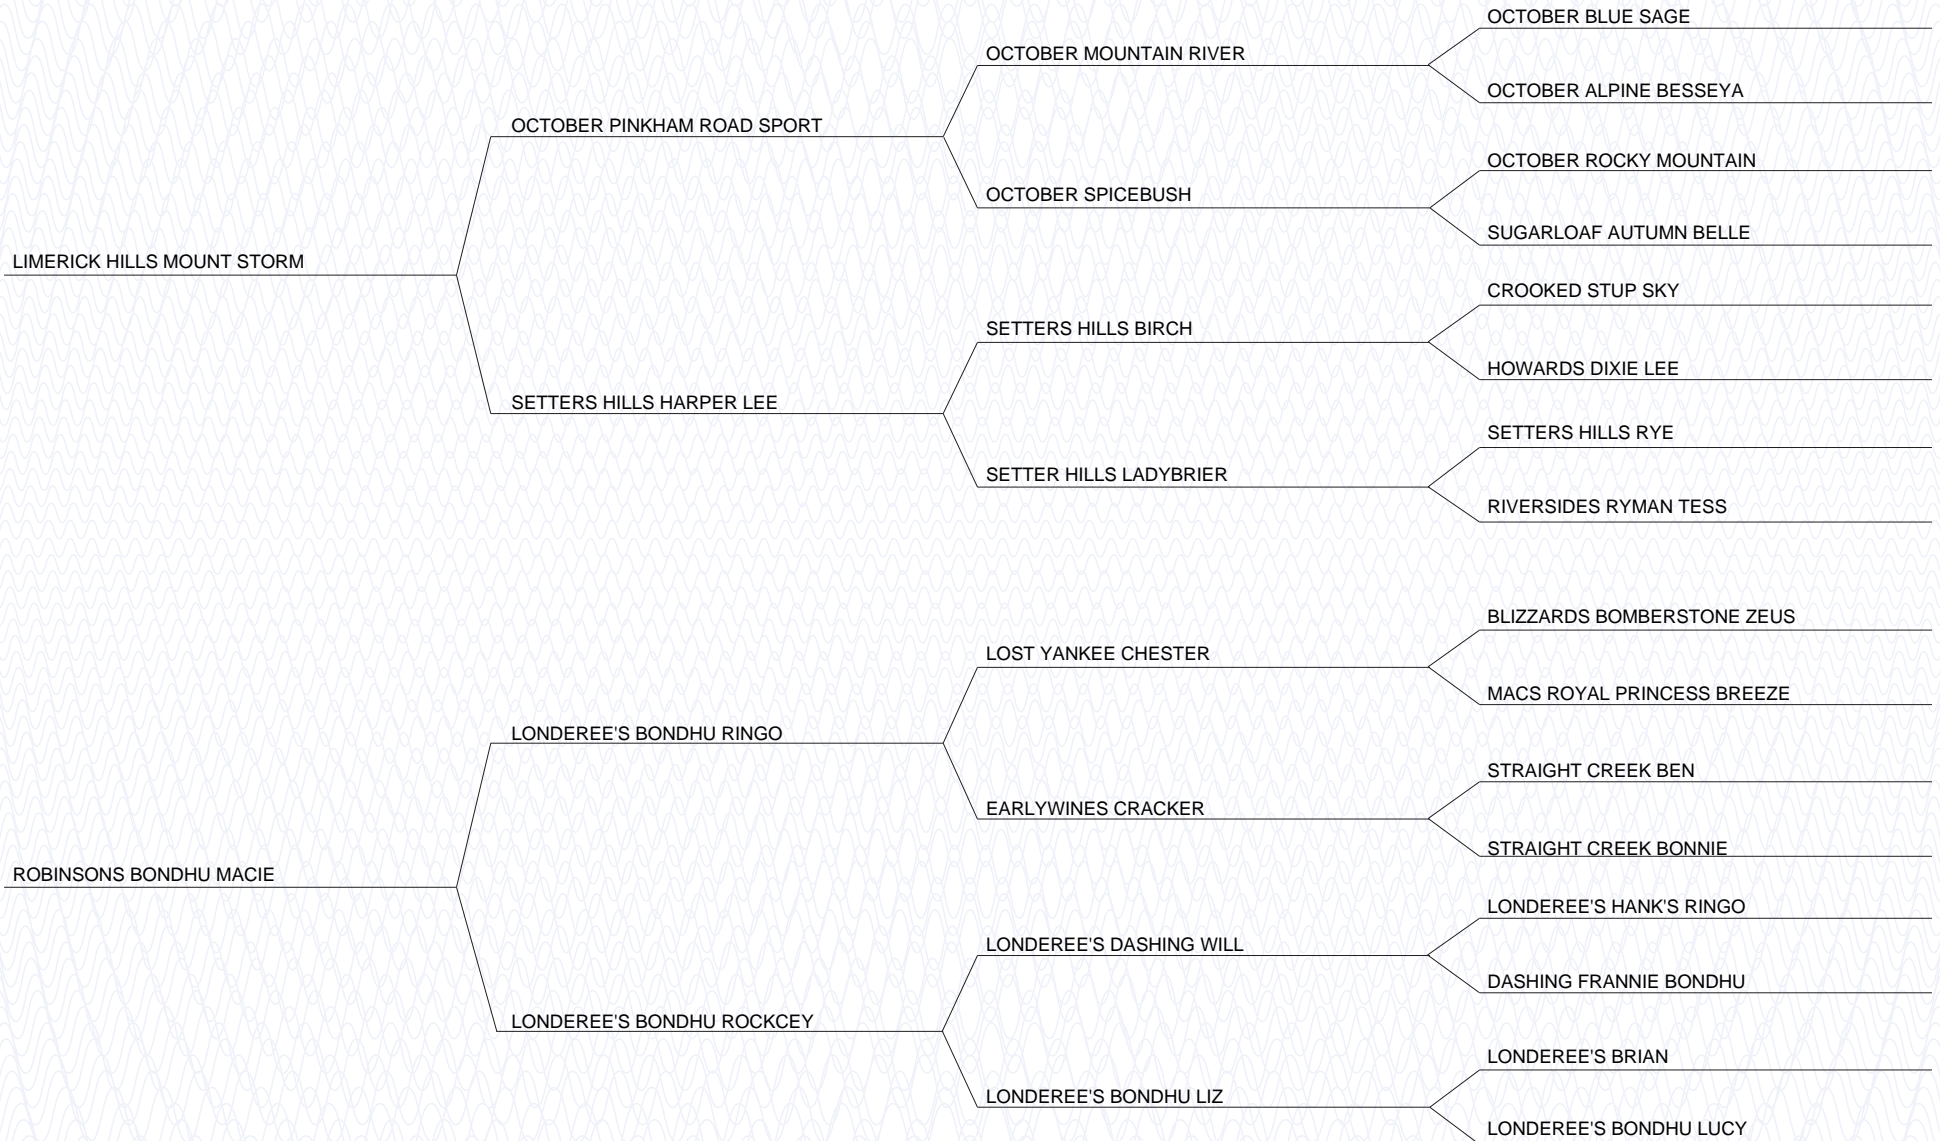 OCTOBER BLUE SAGE
OCTOBER MOUNTAIN RIVER
OCTOBER ALPINE BESSEYA
OCTOBER PINKHAM ROAD SPORT
OCTOBER ROCKY MOUNTAIN
OCTOBER SPICEBUSH
SUGARLOAF AUTUMN BELLE
LIMERICK HILLS MOUNT STORM
CROOKED STUP SKY
SETTERS HILLS BIRCH
HOWARDS DIXIE LEE
SETTERS HILLS HARPER LEE
SETTERS HILLS RYE
SETTER HILLS LADYBRIER
RIVERSIDES RYMAN TESS
BLIZZARDS BOMBERSTONE ZEUS
LOST YANKEE CHESTER
MACS ROYAL PRINCESS BREEZE
LONDEREE'S BONDHU RINGO
STRAIGHT CREEK BEN
EARLYWINES CRACKER
STRAIGHT CREEK BONNIE
ROBINSONS BONDHU MACIE
LONDEREE'S HANK'S RINGO
LONDEREE'S DASHING WILL
DASHING FRANNIE BONDHU
LONDEREE'S BONDHU ROCKCEY
LONDEREE'S BRIAN
LONDEREE'S BONDHU LIZ
LONDEREE'S BONDHU LUCY